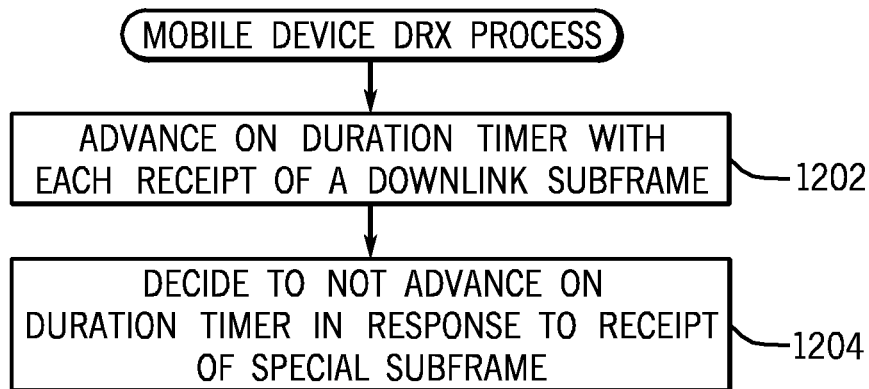 MOBILE DEVICE DRX PROCESS
ADVANCE ON DURATION TIMER WITH
EACH RECEIPT OF A DOWNLINK SUBFRAME
1202
DECIDE TO NOT ADVANCE ON
DURATION TIMER IN RESPONSE TO RECEIPT
OF SPECIAL SUBFRAME
1204